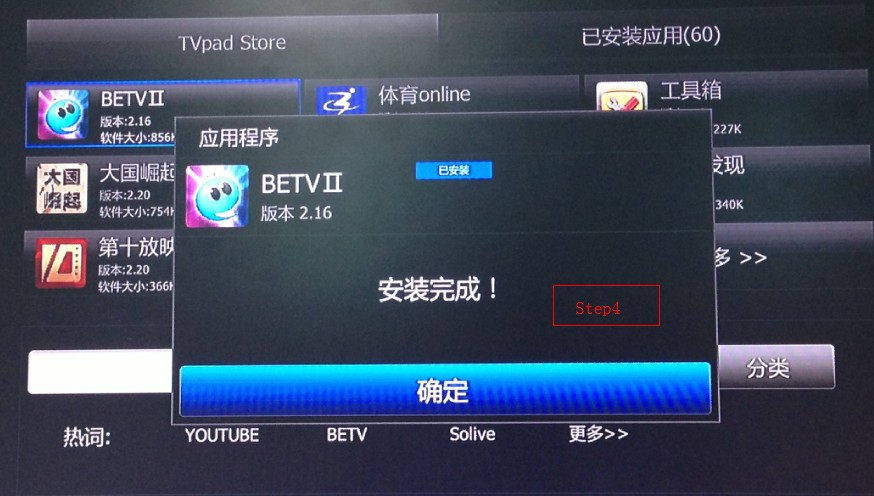 TVpad Store
已安装应用(60)
BETVⅡ
版本:2.16
软件大小:856K
体育online
工具箱
227K
应用程序
BETVⅡ
已安装
版本 2.16
大国崛起
版本:2.20
软件大小:754K
发现
340K
第十放映
版本:2.20
软件大小:366K
多 >>
安装完成！
Step4
确定
分类
热词:
YOUTUBE
BETV
Solive
更多>>